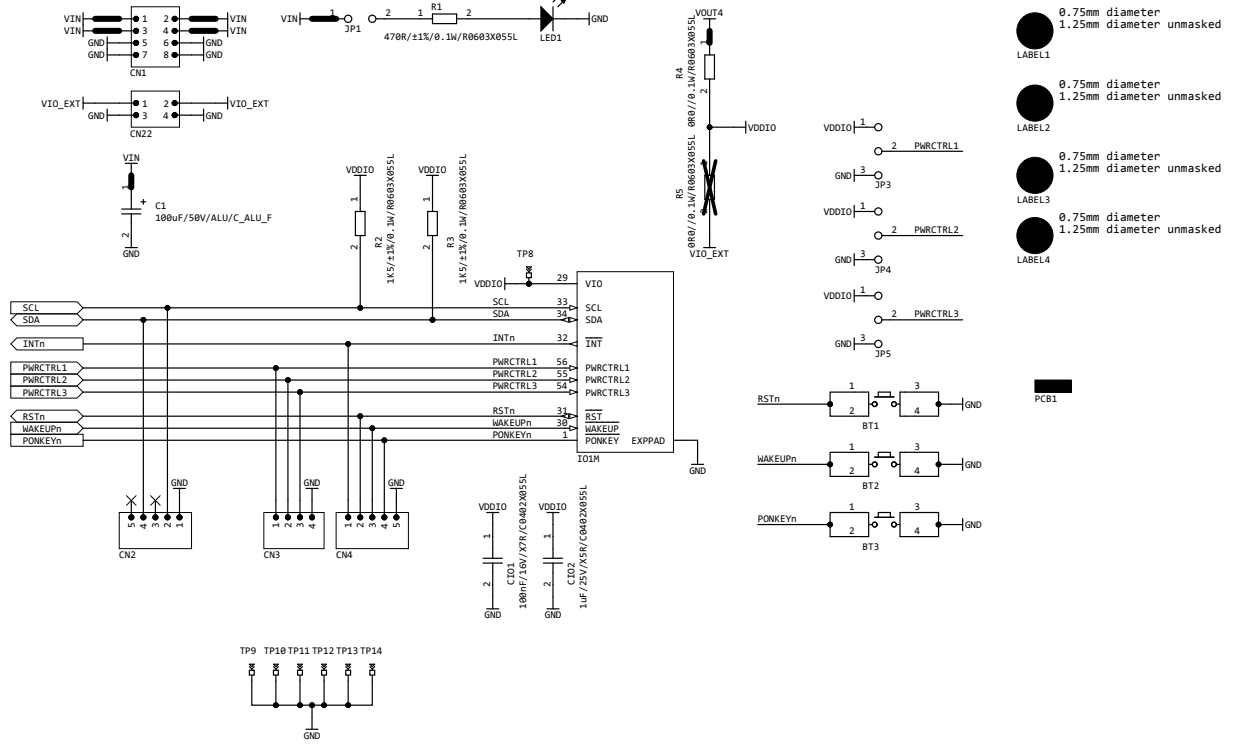 VIN 1 2 VIN
VIN 3 4 VIN
GND 5 6 GND
GND 7 8 GND
CN1
VIO_EXT 1 2 VIO_EXT
GND 3 4 GND
CN22
VIN 1 JP1 2 1 R1 2 LED1 GND
470R/±1%/0.1W/R0603X055L
VOUT4
1
R4
2
0R0//0.1W/R0603X055L
VDDIO
R5
0R0//0.1W/R0603X055L
VIO_EXT
0.75mm diameter
1.25mm diameter unmasked
LABEL1
0.75mm diameter
1.25mm diameter unmasked
LABEL2
0.75mm diameter
1.25mm diameter unmasked
LABEL3
0.75mm diameter
1.25mm diameter unmasked
LABEL4
VDDIO 1
2 PWRCTRL1
GND 3
JP3
VDDIO 1
2 PWRCTRL2
GND 3
JP4
VDDIO 1
2 PWRCTRL3
GND 3
JP5
VIN
1
+
C1
100uF/50V/ALU/C_ALU_F
2
GND
VDDIO
1
2
R2
1K5/±1%/0.1W/R0603X055L
VDDIO
1
2
R3
1K5/±1%/0.1W/R0603X055L
TP8
VDDIO 29 VIO
SCL SCL 33 SCL
SDA SDA 34 SDA
INTn INTn 32 INT
PWRCTRL1 PWRCTRL1 56 PWRCTRL1
PWRCTRL2 PWRCTRL2 55 PWRCTRL2
PWRCTRL3 PWRCTRL3 54 PWRCTRL3
RSTn RSTn 31 RST
WAKEUPn WAKEUPn 30 WAKEUP
PONKEYn PONKEYn 1 PONKEY EXPPAD
IO1M
GND
PCB1
RSTn 1 2 3 4 GND
BT1
WAKEUPn 1 2 3 4 GND
BT2
PONKEYn 1 2 3 4 GND
BT3
GND
5 4 3 2 1
CN2
GND
1 2 3 4
CN3
GND
1 2 3 4 5
CN4
VDDIO
1
2
CIO1
100nF/16V/X7R/C0402X055L
GND
VDDIO
1
2
CIO2
1uF/25V/X5R/C0402X055L
GND
TP9 TP10 TP11 TP12 TP13 TP14
GND